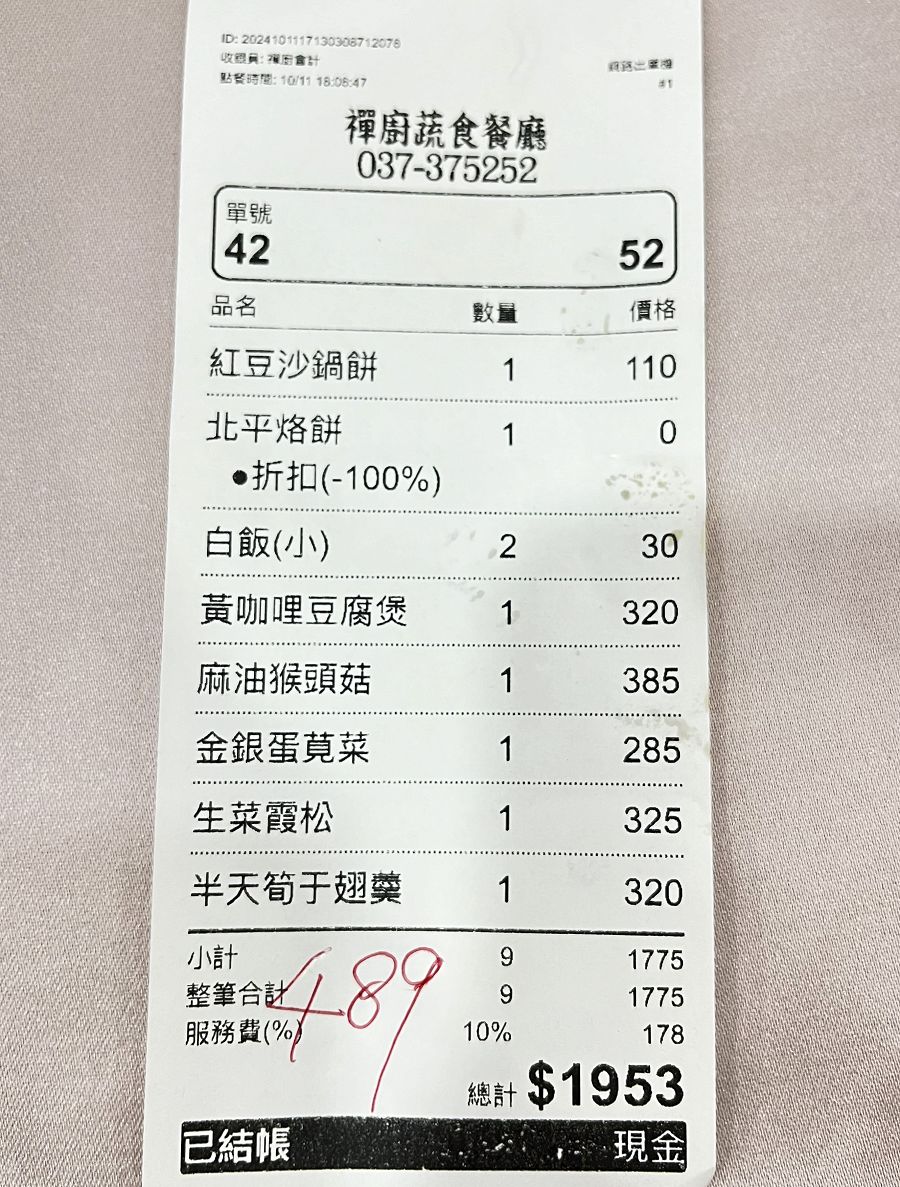 ID: 2024101117130308712078
收銀員: 禪廚會計
網路出單機
點餐時間: 10/11 18:08:47
#1
禪廚蔬食餐廳
037-375252
單號
42 52
品名 數量 價格
紅豆沙鍋餅 1 110
北平烙餅 1 0
●折扣(-100%)
白飯(小) 2 30
黃咖哩豆腐煲 1 320
麻油猴頭菇 1 385
金銀蛋莧菜 1 285
生菜霞松 1 325
半天筍于翅羹 1 320
小計 9 1775
整筆合計 9 1775
服務費(%) 10% 178
489
總計 $1953
已結帳 現金